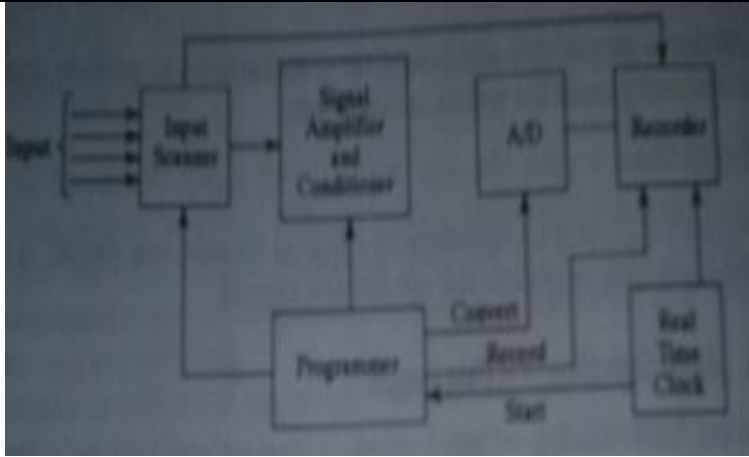 Input
Input
Scanner
Signal
Amplifier
and
Conditioner
A/D
Recorder
Programmer
Convert
Record
Start
Real
Time
Clock